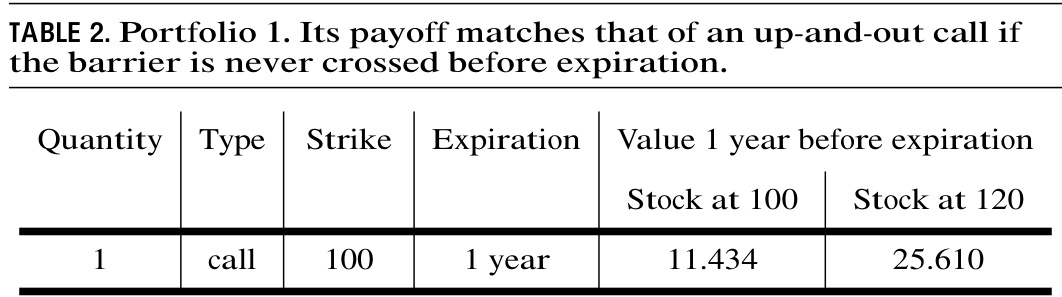 TABLE 2. Portfolio 1. Its payoff matches that of an up-and-out call if
the barrier is never crossed before expiration.
Quantity Type Strike Expiration Value 1 year before expiration
Stock at 100 Stock at 120
1 call 100 1 year 11.434 25.610